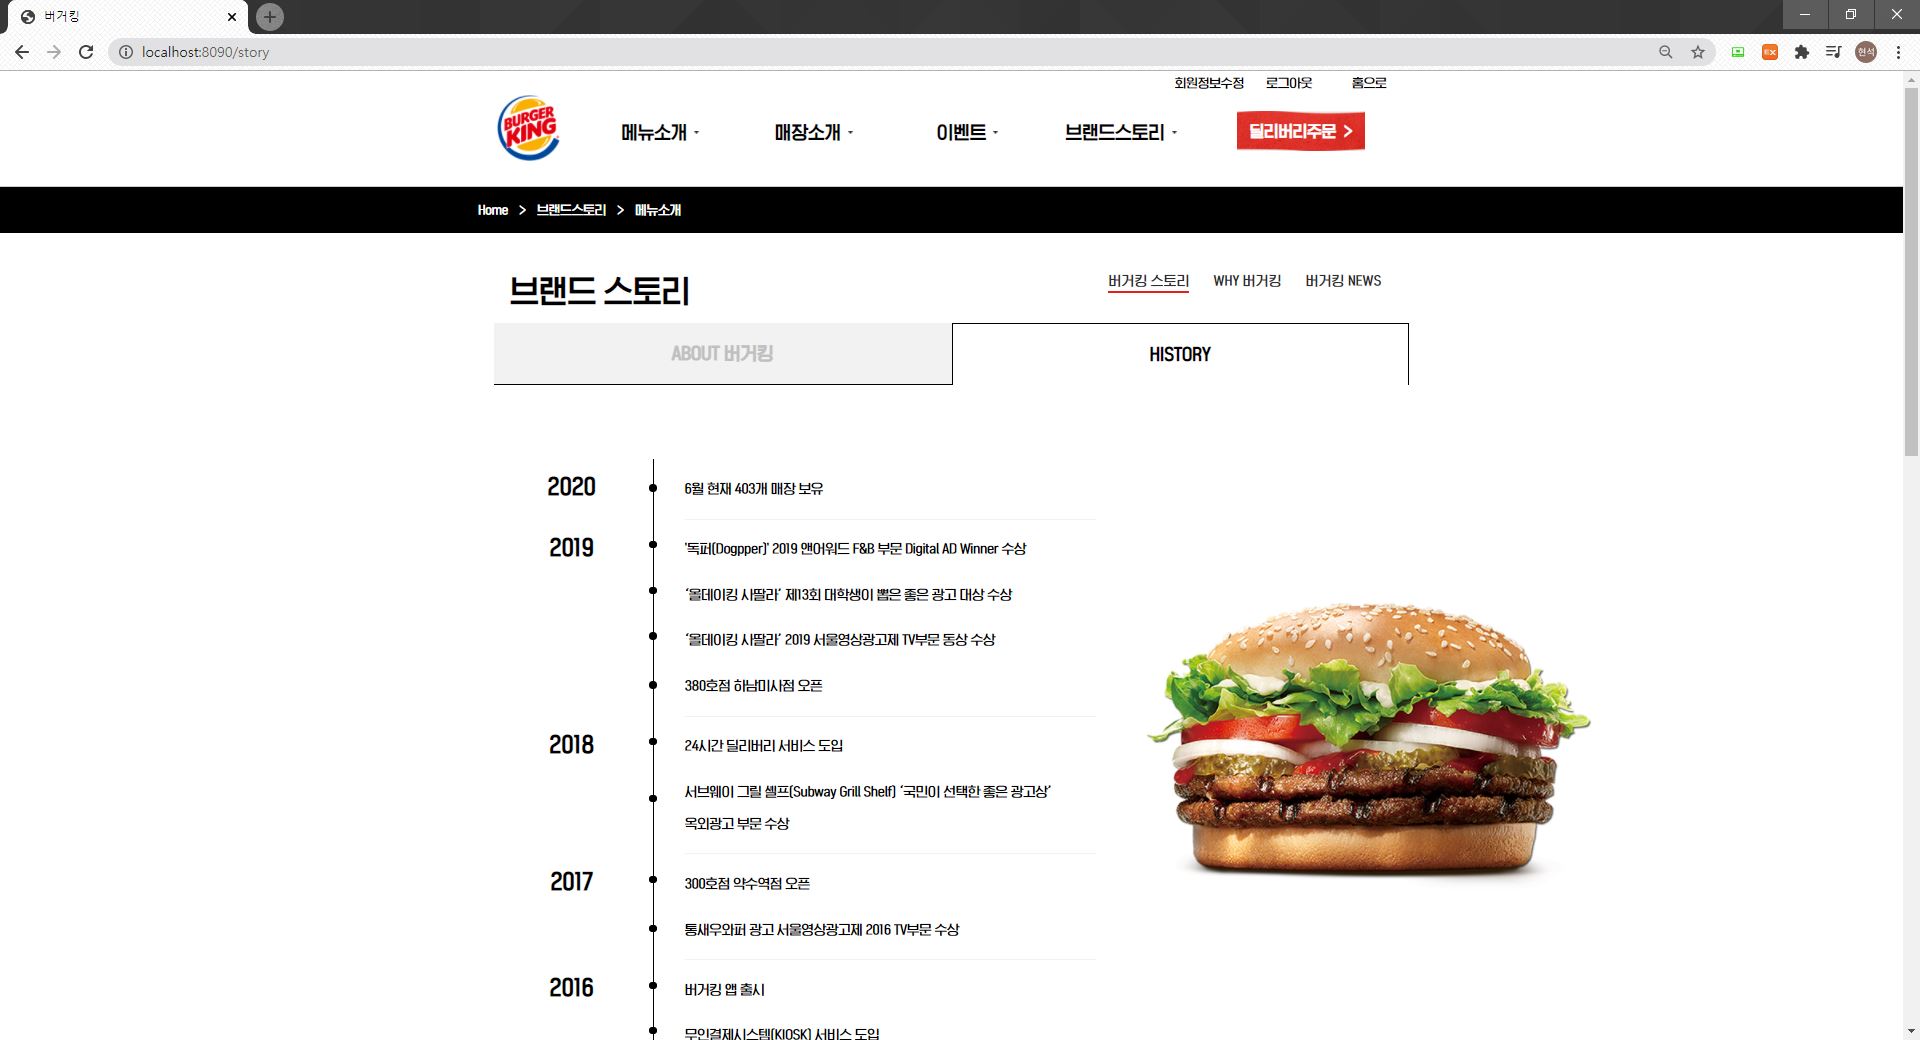 버거킹
localhost:8090/story
현석
회원정보수정 로그아웃 홈으로
BURGER KING
메뉴소개 매장소개 이벤트 브랜드스토리 딜리버리주문 >
Home > 브랜드스토리 > 메뉴소개
브랜드 스토리
버거킹 스토리 WHY 버거킹 버거킹 NEWS
ABOUT 버거킹 HISTORY
2020 6월 현재 403개 매장 보유
2019 '독퍼(Dogpper)' 2019 앤어워드 F&B 부문 Digital AD Winner 수상
‘올데이킹 사딸라’ 제13회 대학생이 뽑은 좋은 광고 대상 수상
‘올데이킹 사딸라’ 2019 서울영상광고제 TV부문 동상 수상
380호점 하남미사점 오픈
2018 24시간 딜리버리 서비스 도입
서브웨이 그릴 셀프(Subway Grill Shelf) ‘국민이 선택한 좋은 광고상’
옥외광고 부문 수상
2017 300호점 약수역점 오픈
통새우와퍼 광고 서울영상광고제 2016 TV부문 수상
2016 버거킹 앱 출시
무인결제시스템(KIOSK) 서비스 도입